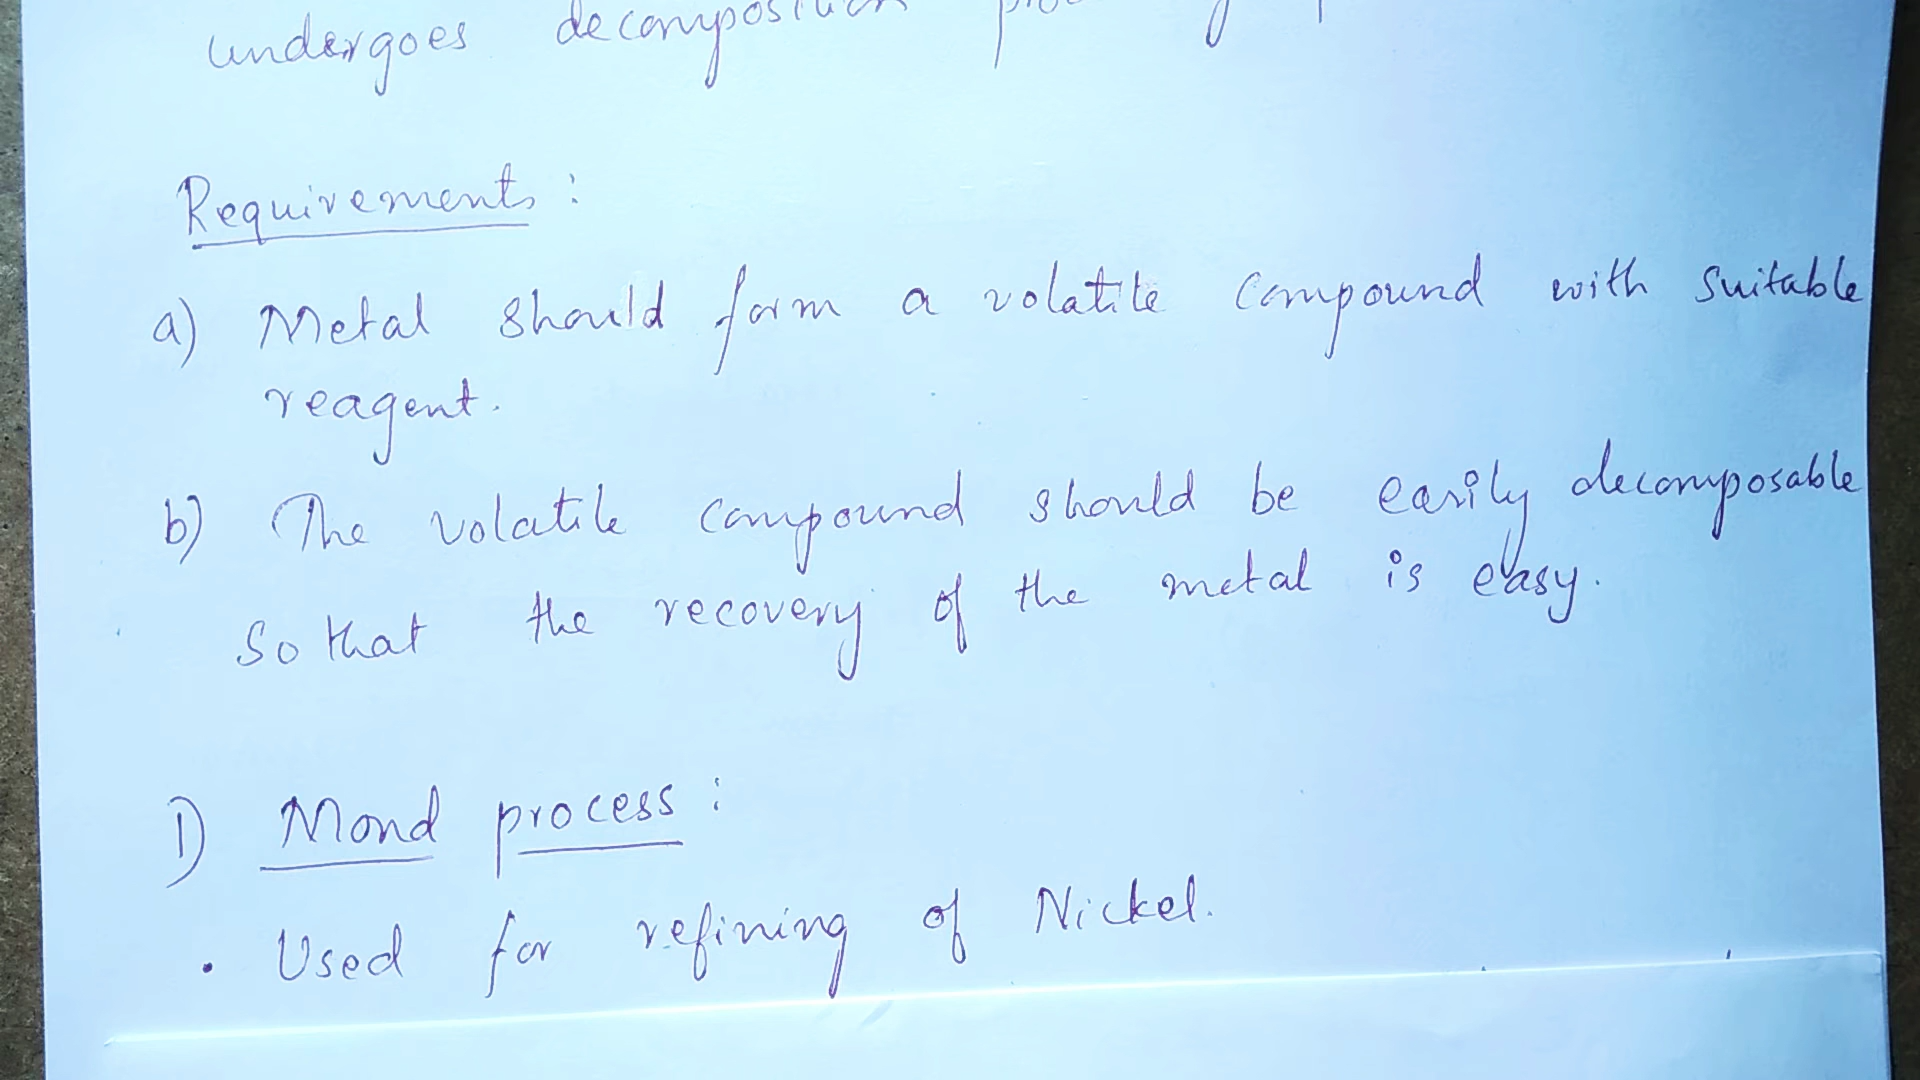 undergoes decomposition
Requirements :
a) Metal should form a volatile compound with suitable
reagent.
b) The volatile compound should be easily decomposable
so that the recovery of the metal is easy.
1) Mond process :
• Used for refining of Nickel.